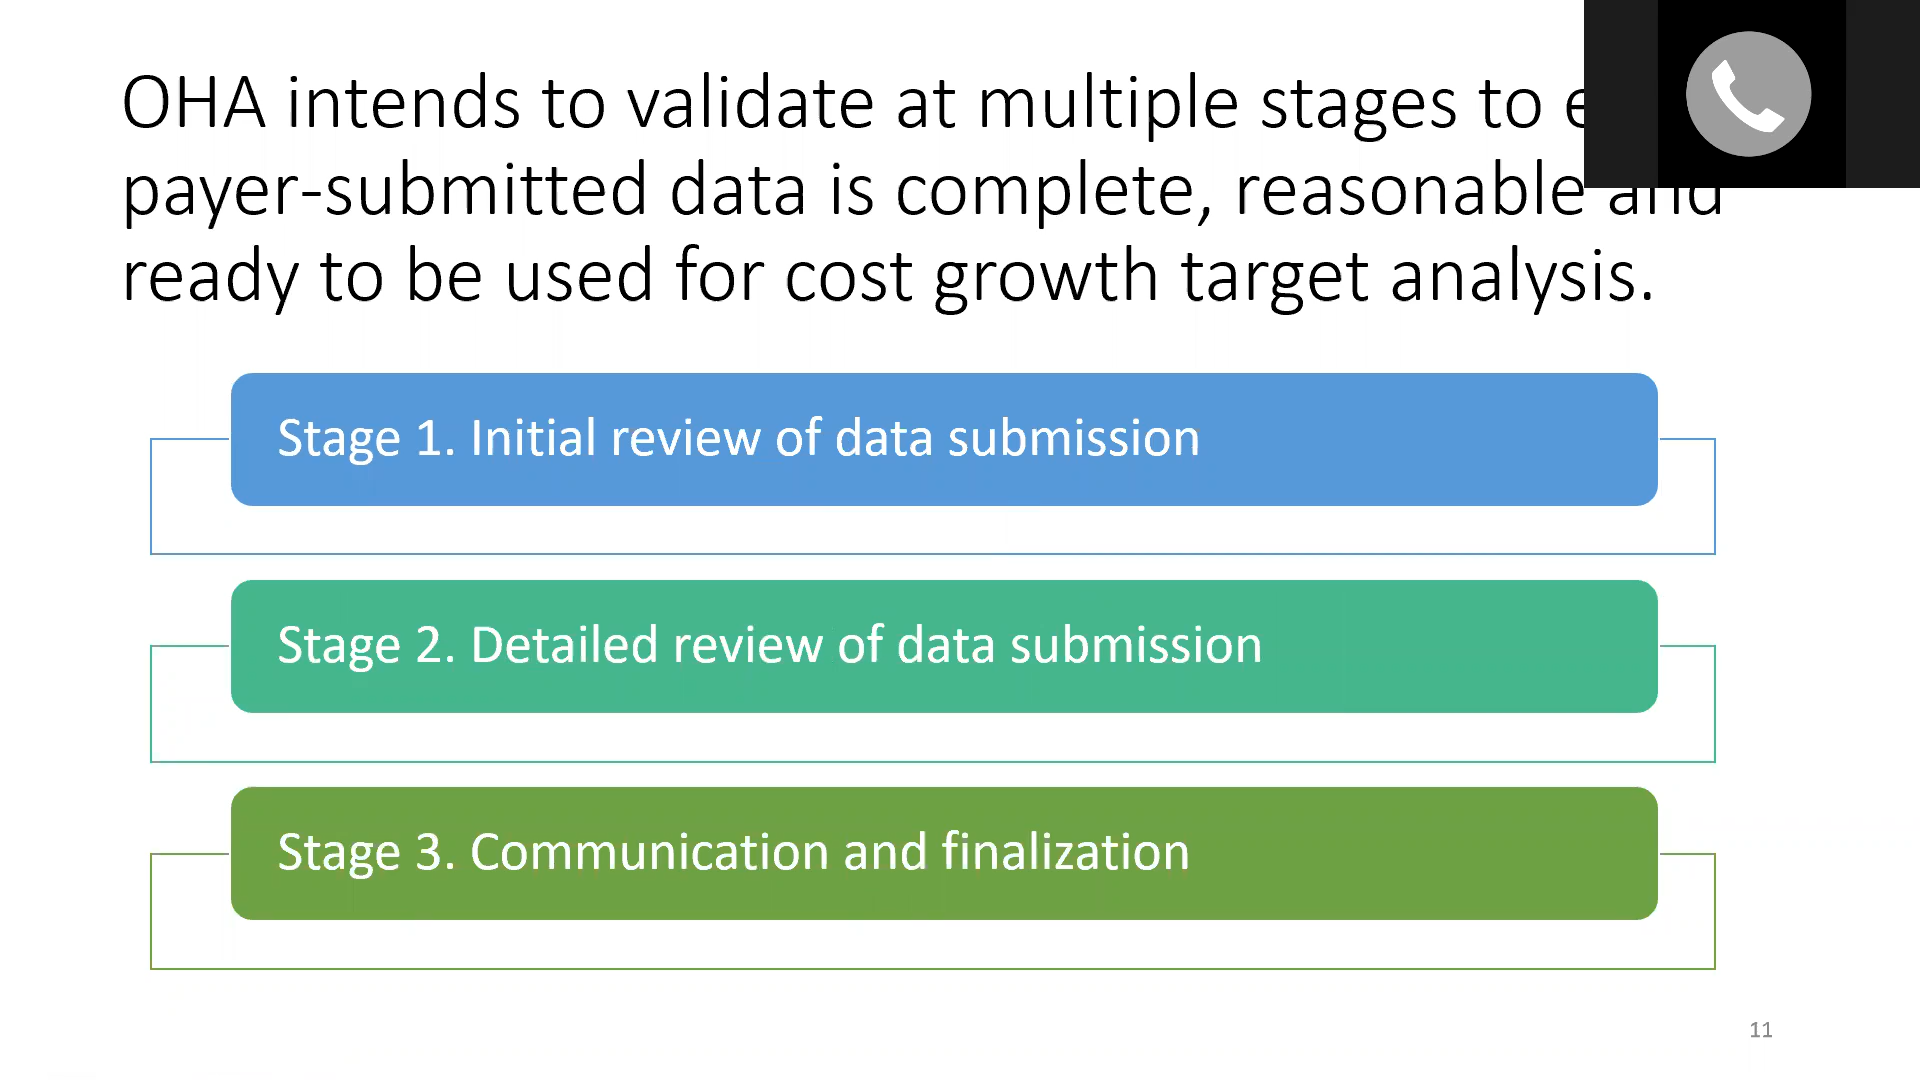 OHA intends to validate at multiple stages to
payer-submitted data is complete, reasonable and
ready to be used for cost growth target analysis.
Stage 1. Initial review of data submission
Stage 2. Detailed review of data submission
Stage 3. Communication and finalization
11